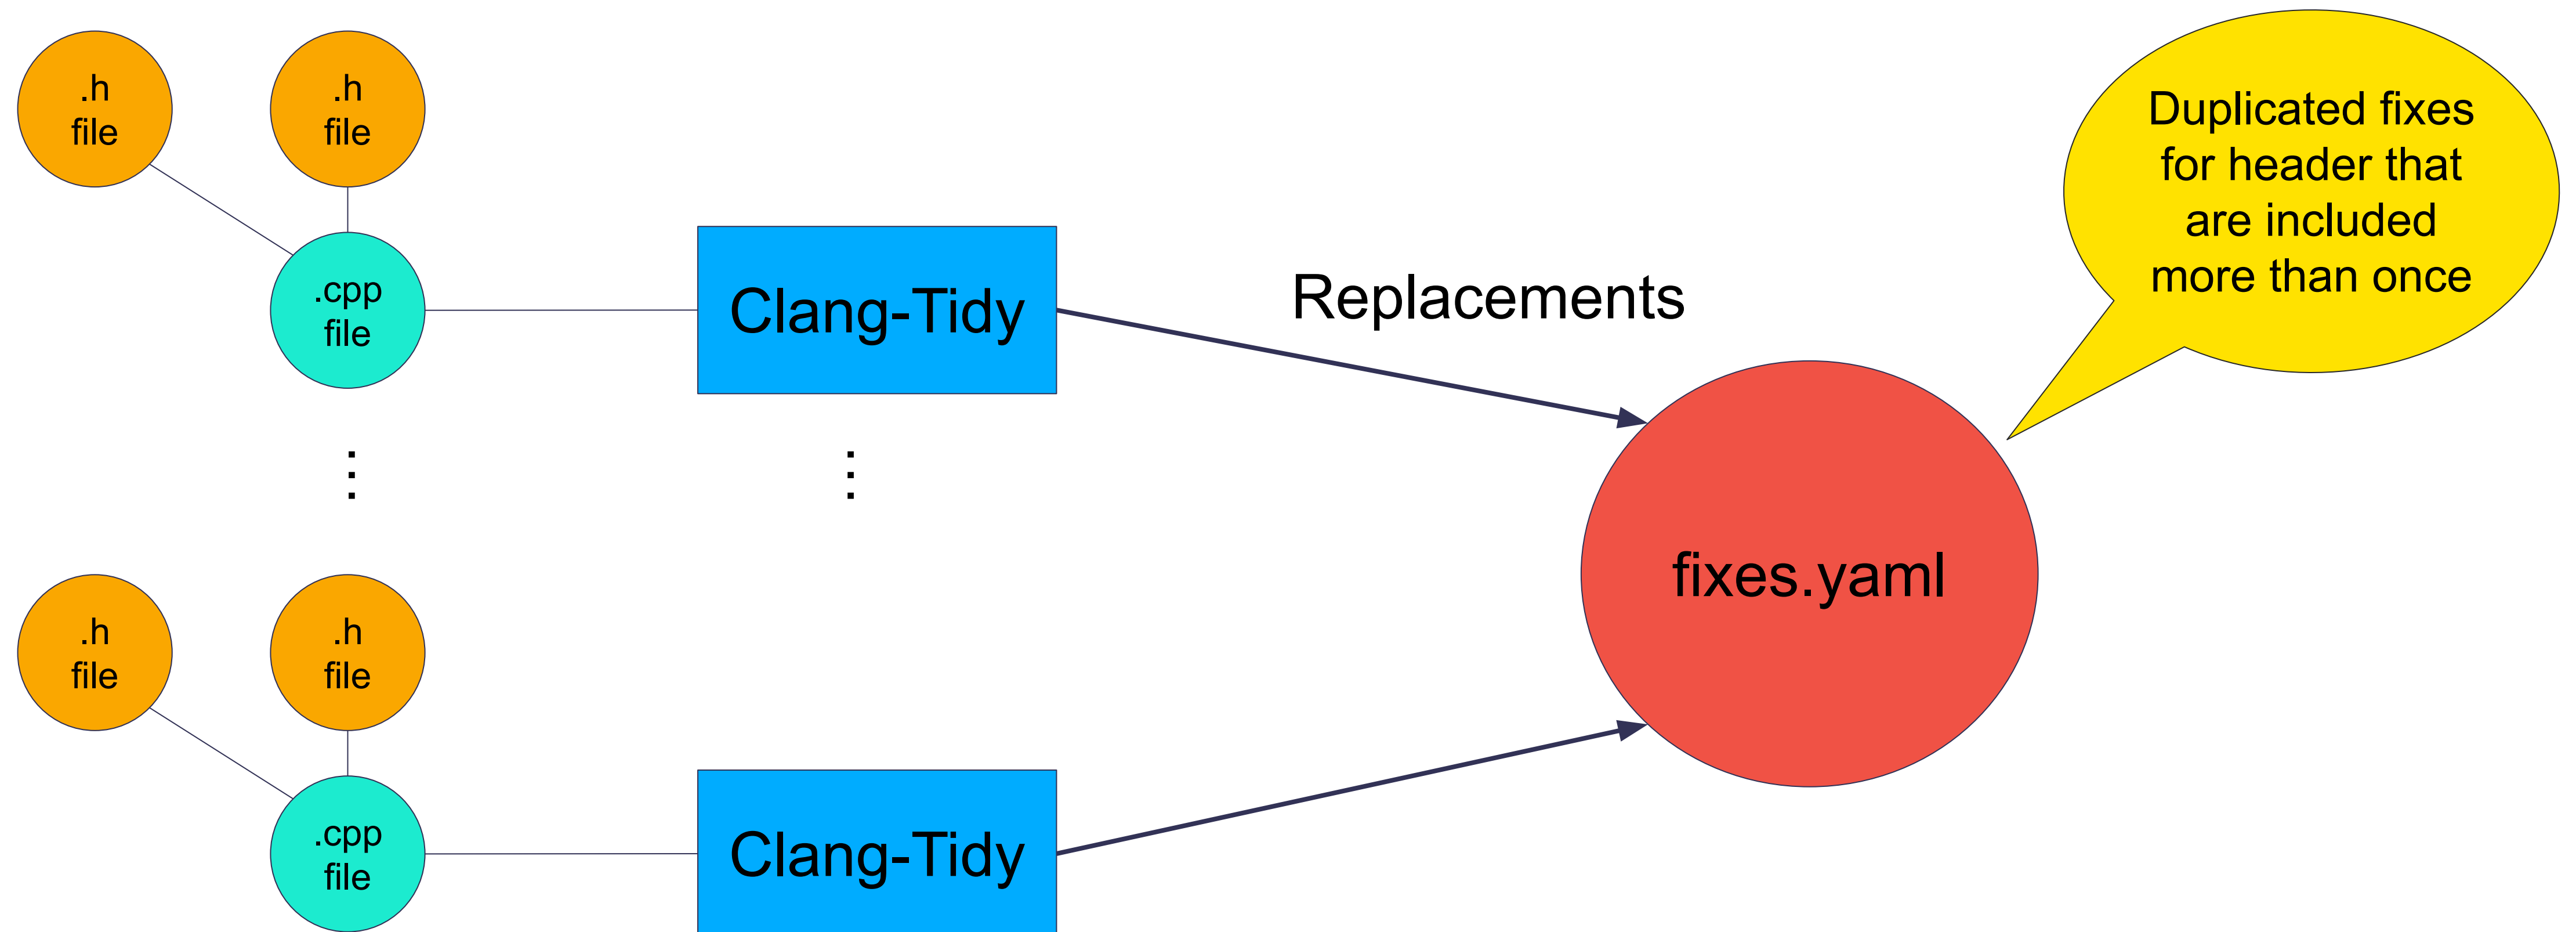 .h
file
.h
file
.cpp
file
Clang-Tidy
Replacements
Duplicated fixes
for header that
are included
more than once
⋮
⋮
fixes.yaml
.h
file
.h
file
.cpp
file
Clang-Tidy